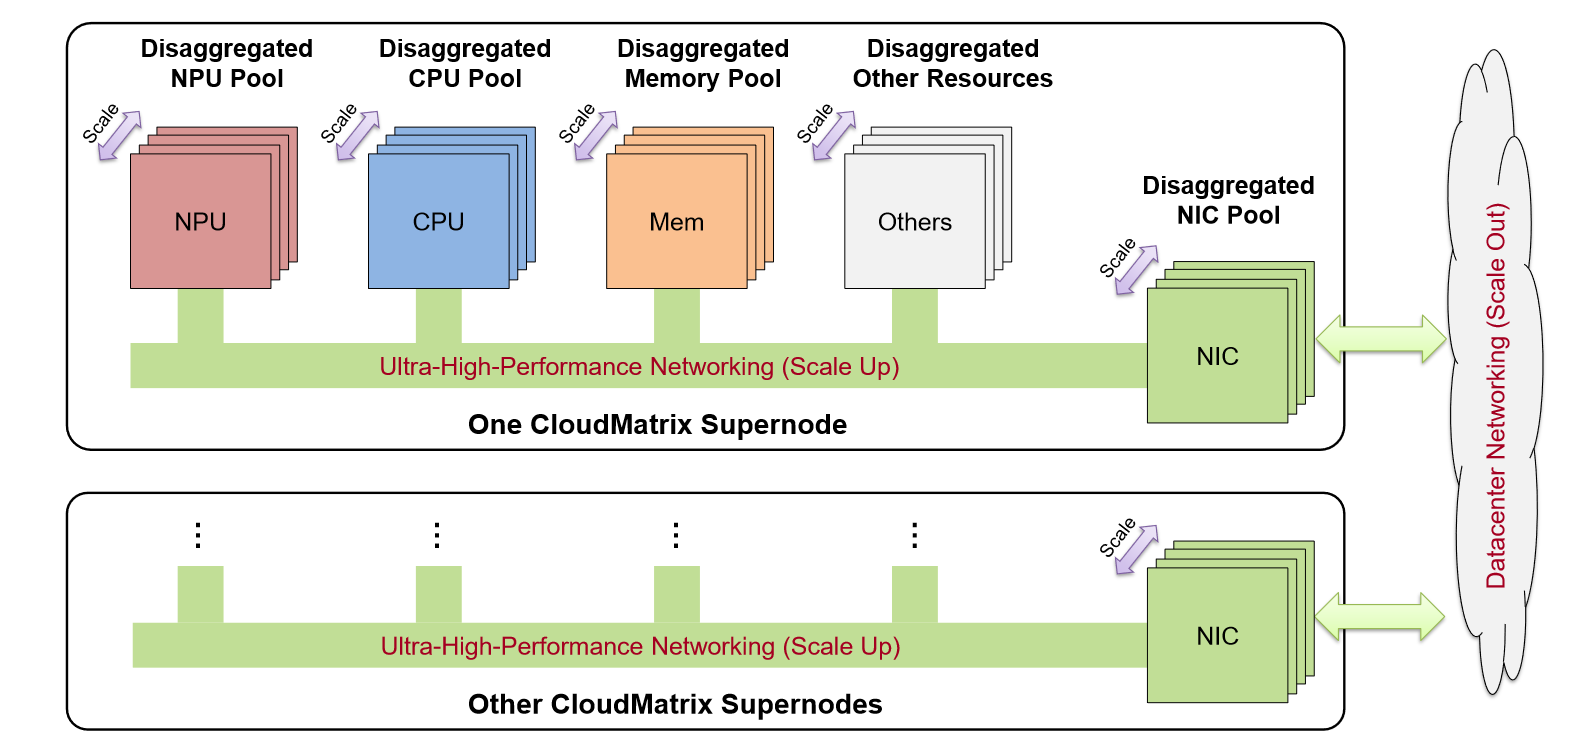 Disaggregated
NPU Pool
Disaggregated
CPU Pool
Disaggregated
Memory Pool
Disaggregated
Other Resources
Scale
Scale
Scale
Scale
NPU
CPU
Mem
Others
Disaggregated
NIC Pool
Scale
NIC
Ultra-High-Performance Networking (Scale Up)
One CloudMatrix Supernode
⋮
⋮
⋮
⋮
Scale
NIC
Ultra-High-Performance Networking (Scale Up)
Other CloudMatrix Supernodes
Datacenter Networking (Scale Out)